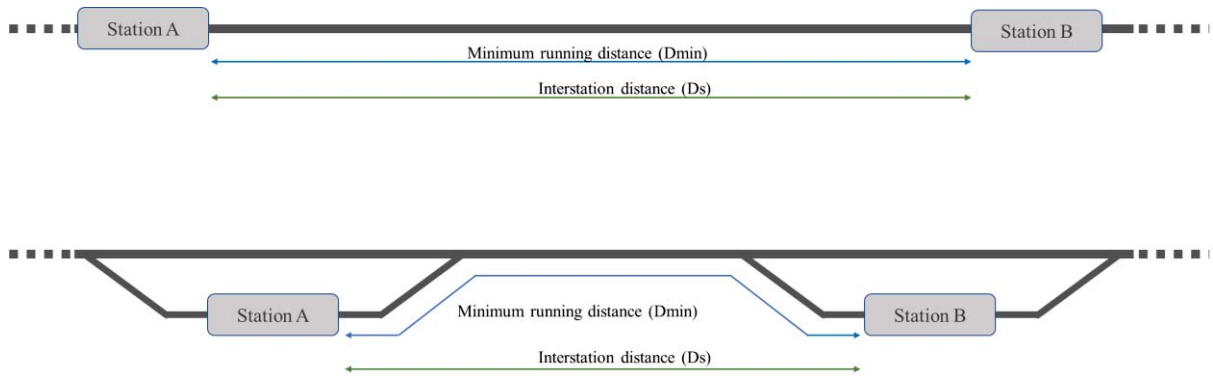 Station A
Station B
Minimum running distance (Dmin)
Interstation distance (Ds)
Station A
Minimum running distance (Dmin)
Station B
Interstation distance (Ds)